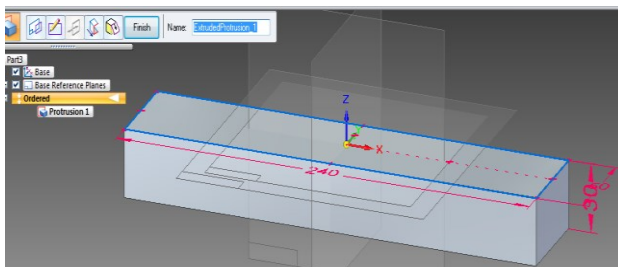 Finish Name: ExtrudedProtrusion_1
Part3
Base
Base Reference Planes
Ordered
Protrusion 1
Z
Y
X
240
30